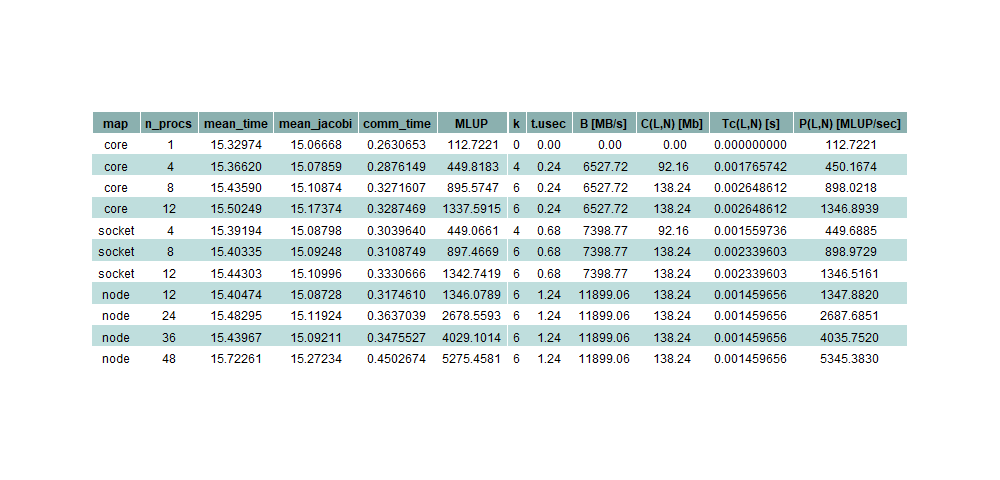 map n_procs mean_time mean_jacobi comm_time MLUP k t.usec B [MB/s] C(L,N) [Mb] Tc(L,N) [s] P(L,N) [MLUP/sec]
core 1 15.32974 15.06668 0.2630653 112.7221 0 0.00 0.00 0.00 0.000000000 112.7221
core 4 15.36620 15.07859 0.2876149 449.8183 4 0.24 6527.72 92.16 0.001765742 450.1674
core 8 15.43590 15.10874 0.3271607 895.5747 6 0.24 6527.72 138.24 0.002648612 898.0218
core 12 15.50249 15.17374 0.3287469 1337.5915 6 0.24 6527.72 138.24 0.002648612 1346.8939
socket 4 15.39194 15.08798 0.3039640 449.0661 4 0.68 7398.77 92.16 0.001559736 449.6885
socket 8 15.40335 15.09248 0.3108749 897.4669 6 0.68 7398.77 138.24 0.002339603 898.9729
socket 12 15.44303 15.10996 0.3330666 1342.7419 6 0.68 7398.77 138.24 0.002339603 1346.5161
node 12 15.40474 15.08728 0.3174610 1346.0789 6 1.24 11899.06 138.24 0.001459656 1347.8820
node 24 15.48295 15.11924 0.3637039 2678.5593 6 1.24 11899.06 138.24 0.001459656 2687.6851
node 36 15.43967 15.09211 0.3475527 4029.1014 6 1.24 11899.06 138.24 0.001459656 4035.7520
node 48 15.72261 15.27234 0.4502674 5275.4581 6 1.24 11899.06 138.24 0.001459656 5345.3830